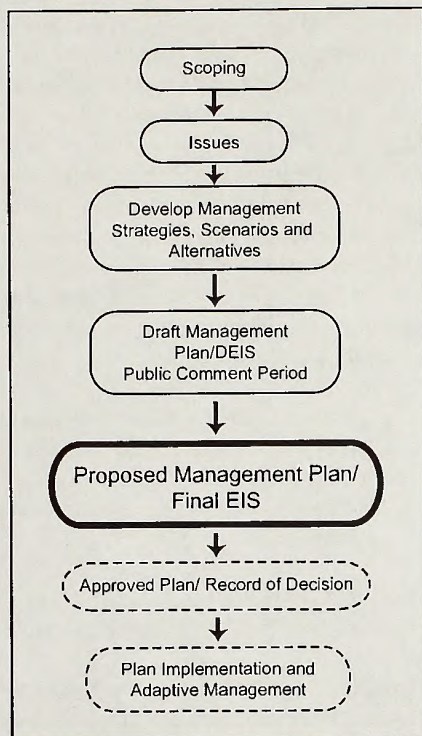 Scoping
Issues
Develop Management
Strategies, Scenarios and
Alternatives
Draft Management
Plan/DEIS
Public Comment Period
Proposed Management Plan/
Final EIS
Approved Plan/ Record of Decision
Plan Implementation and
Adaptive Management